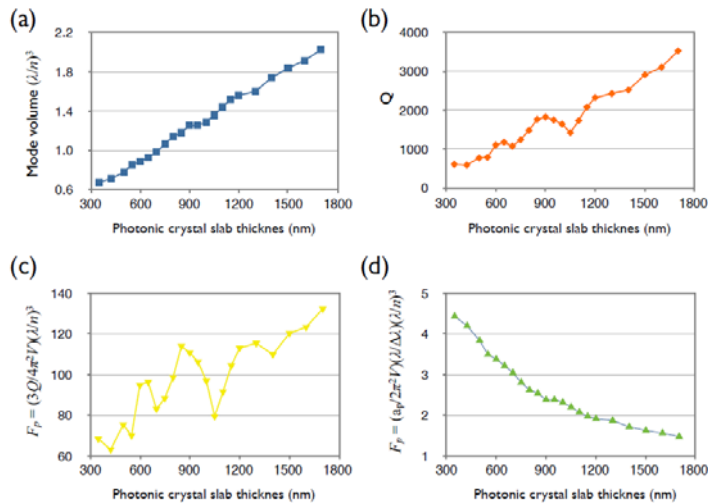 (a)
Mode volume (λ/n)³
2.2
1.8
1.4
1.0
0.6
300 600 900 1200 1500 1800
Photonic crystal slab thicknes (nm)
(b)
Q
4000
3000
2000
1000
0
300 600 900 1200 1500 1800
Photonic crystal slab thicknes (nm)
(c)
Fₚ = (3Q/4π²V)(λ/n)³
140
120
100
80
60
300 600 900 1200 1500 1800
Photonic crystal slab thicknes (nm)
(d)
Fₚ = (aₚ/2π²V)(λ/Δλ)(λ/n)³
5
4
3
2
1
300 600 900 1200 1500 1800
Photonic crystal slab thicknes (nm)